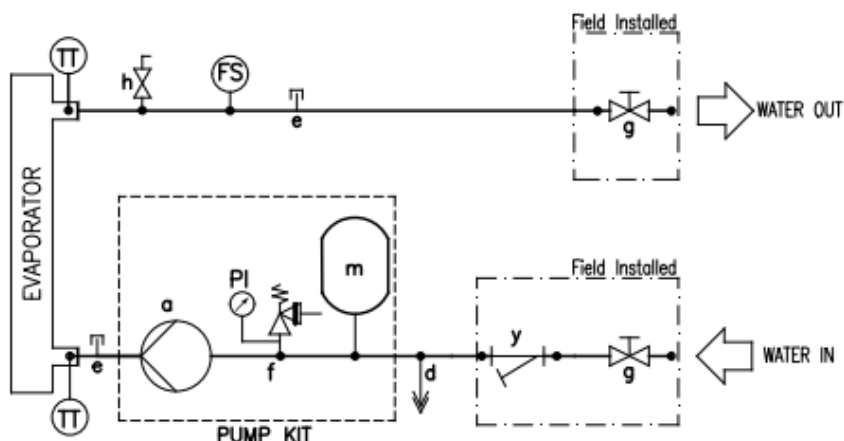 Field Installed
TT
h
FS
e
g
WATER OUT
EVAPORATOR
PI
m
a
Field Installed
y
e
f
d
g
WATER IN
TT
PUMP KIT